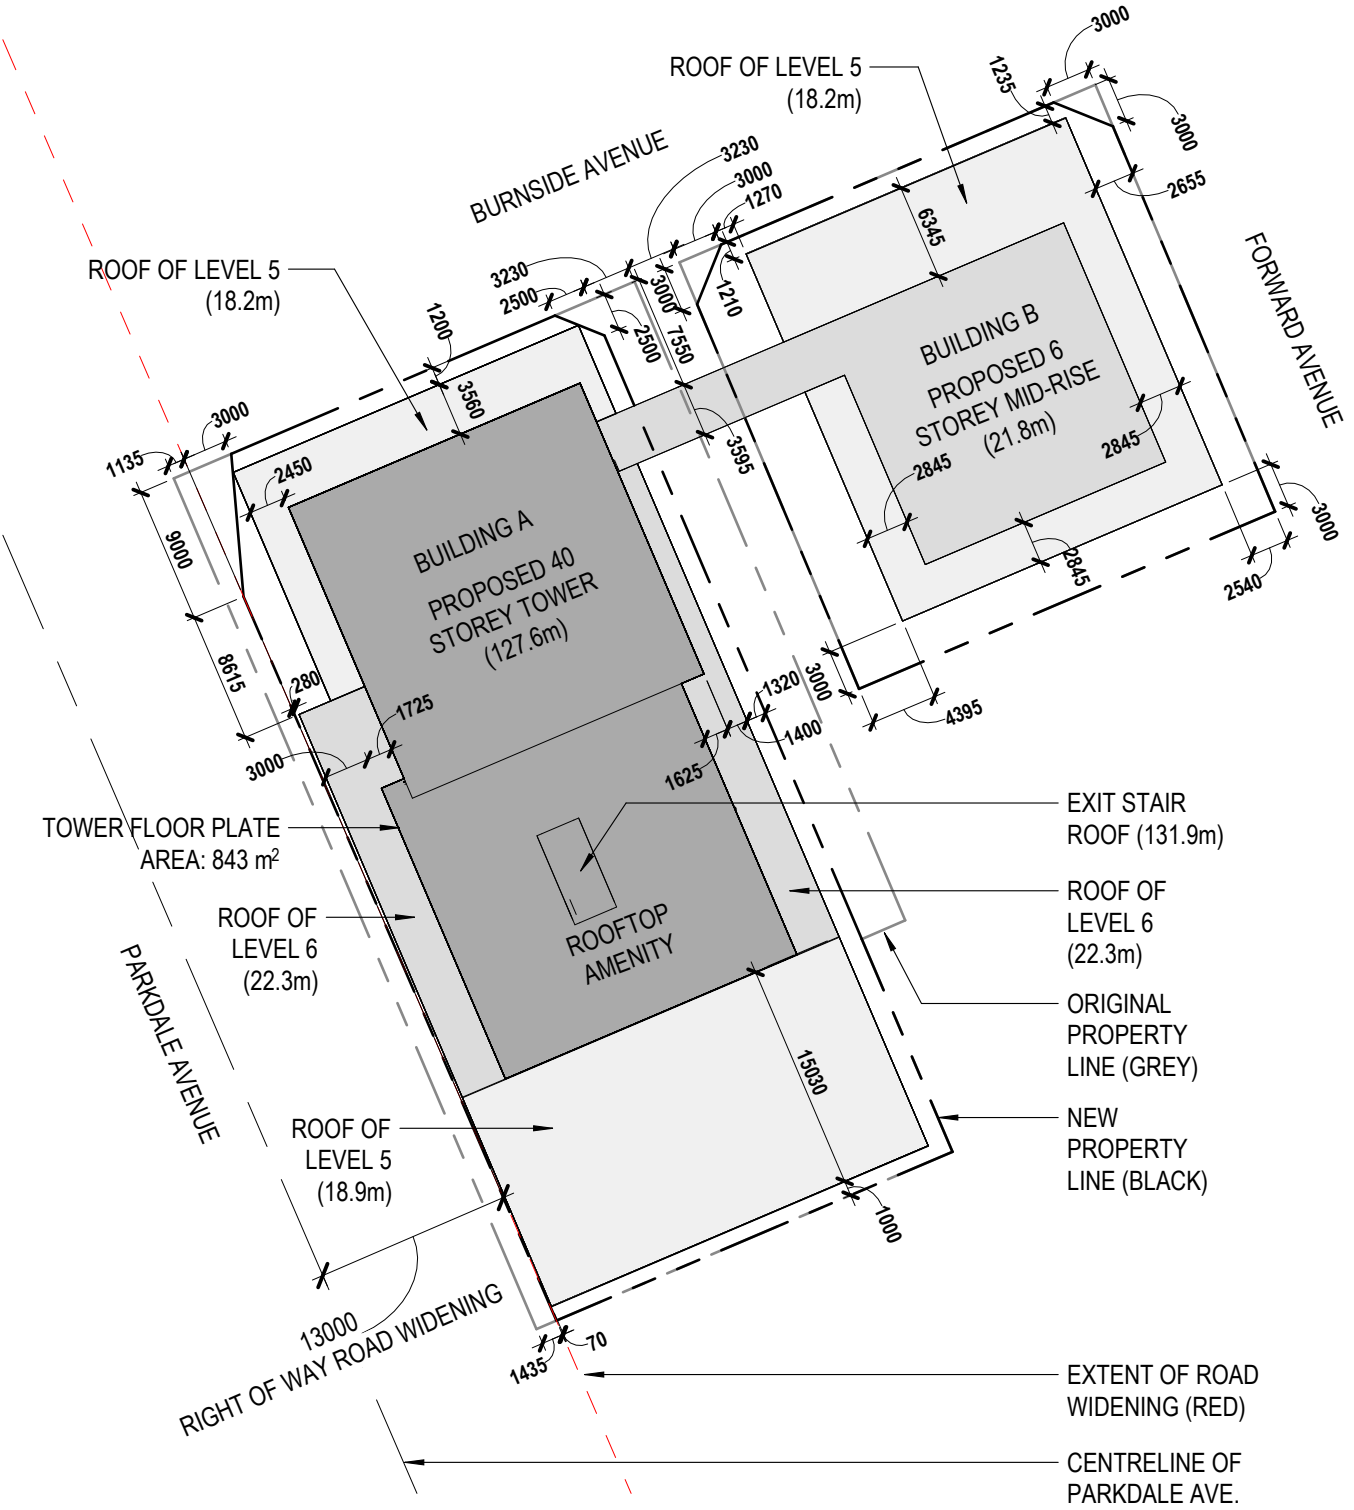 3000
ROOF OF LEVEL 5
(18.2m)
1235
3000
2655
BURNSIDE AVENUE
3230
3000
1270
6345
FORWARD AVENUE
ROOF OF LEVEL 5
(18.2m)
3230
2500
3000
1210
2500
7550
1200
3560
BUILDING B
PROPOSED 6
STOREY MID-RISE
(21.8m)
3000
1135
2450
3595
2845
2845
9000
BUILDING A
PROPOSED 40
STOREY TOWER
(127.6m)
2845
3000
2540
8615
280
1725
3000
3000
1320
1400
4395
1625
TOWER FLOOR PLATE
AREA: 843 m²
EXIT STAIR
ROOF (131.9m)
ROOF OF
LEVEL 6
(22.3m)
ROOFTOP
AMENITY
ROOF OF
LEVEL 6
(22.3m)
PARKDALE AVENUE
ORIGINAL
PROPERTY
LINE (GREY)
15030
ROOF OF
LEVEL 5
(18.9m)
NEW
PROPERTY
LINE (BLACK)
1000
13000
RIGHT OF WAY ROAD WIDENING
1435
70
EXTENT OF ROAD
WIDENING (RED)
CENTRELINE OF
PARKDALE AVE.